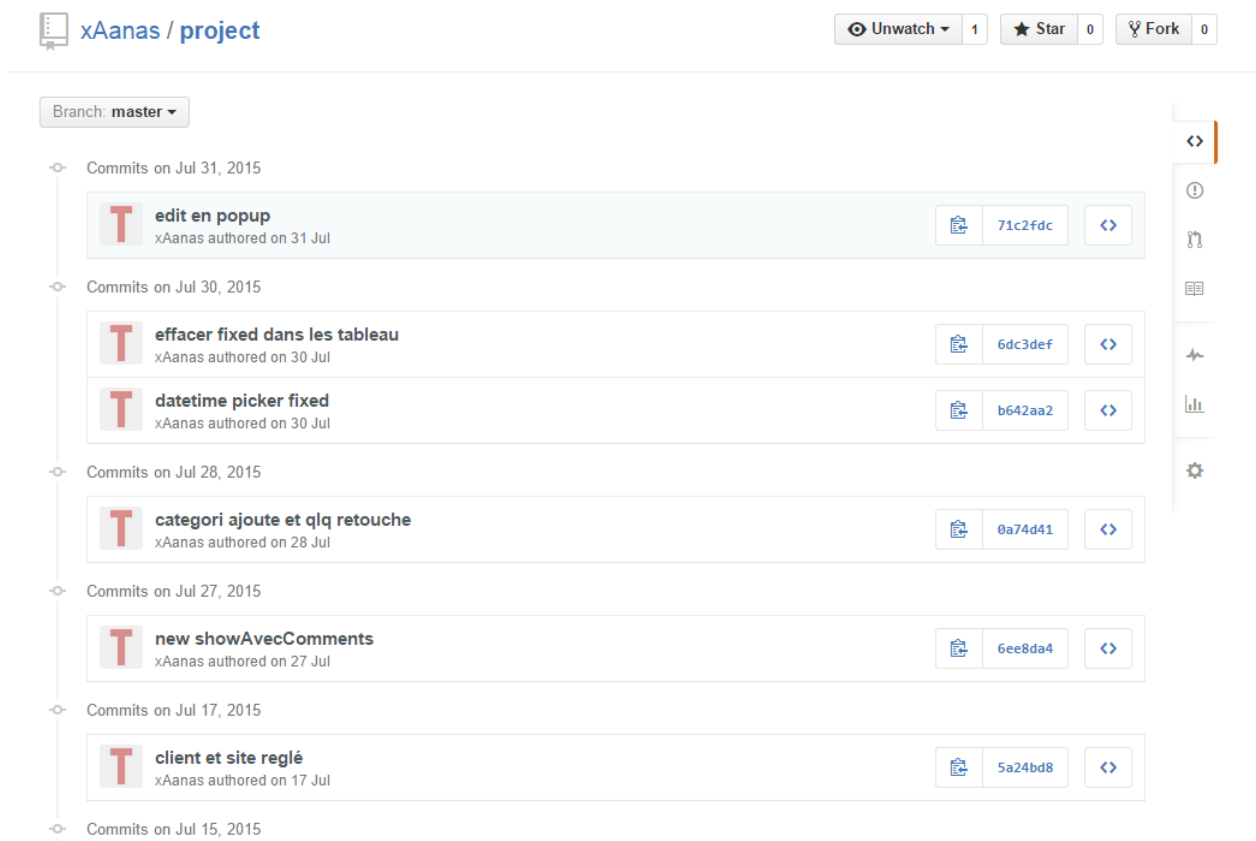 xAanas / project
Unwatch 1 Star 0 Fork 0
Branch: master
Commits on Jul 31, 2015
edit en popup
xAanas authored on 31 Jul
71c2fdc
Commits on Jul 30, 2015
effacer fixed dans les tableau
xAanas authored on 30 Jul
6dc3def
datetime picker fixed
xAanas authored on 30 Jul
b642aa2
Commits on Jul 28, 2015
categori ajoute et qlq retouche
xAanas authored on 28 Jul
0a74d41
Commits on Jul 27, 2015
new showAvecComments
xAanas authored on 27 Jul
6ee8da4
Commits on Jul 17, 2015
client et site reglé
xAanas authored on 17 Jul
5a24bd8
Commits on Jul 15, 2015